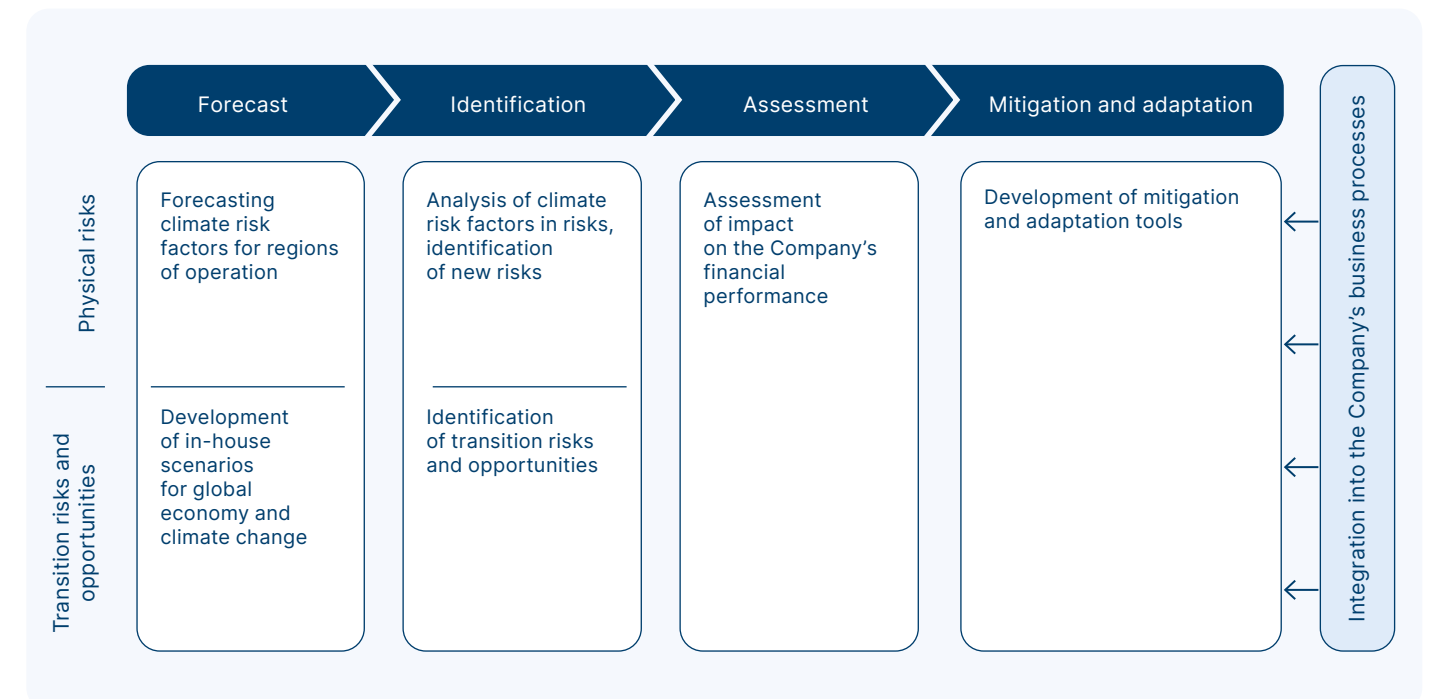 Forecast
Identification
Assessment
Mitigation and adaptation
Physical risks
Forecasting
climate risk
factors for regions
of operation
Analysis of climate
risk factors in risks,
identification
of new risks
Assessment
of impact
on the Company’s
financial
performance
Development of mitigation
and adaptation tools
Transition risks and
opportunities
Development
of in-house
scenarios
for global
economy and
climate change
Identification
of transition risks
and opportunities
Integration into the Company’s business processes